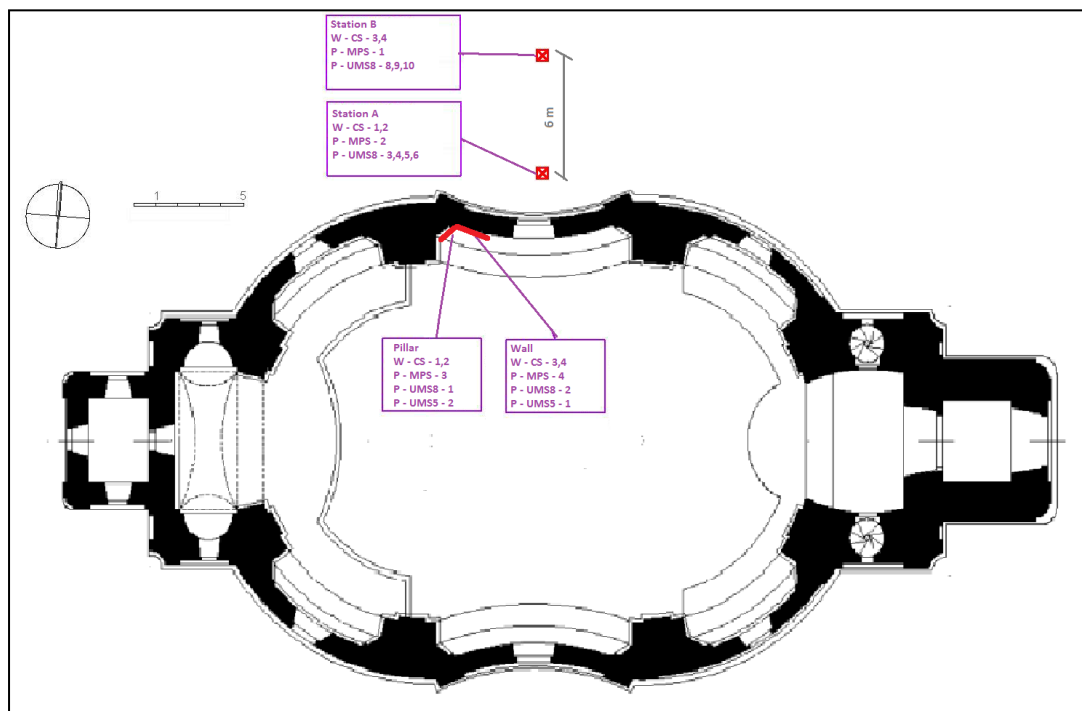 Station B
W - CS - 3,4
P - MPS - 1
P - UMS8 - 8,9,10
Station A
W - CS - 1,2
P - MPS - 2
P - UMS8 - 3,4,5,6
6 m
1 5
Pillar
W - CS - 1,2
P - MPS - 3
P - UMS8 - 1
P - UMS5 - 2
Wall
W - CS - 3,4
P - MPS - 4
P - UMS8 - 2
P - UMS5 - 1